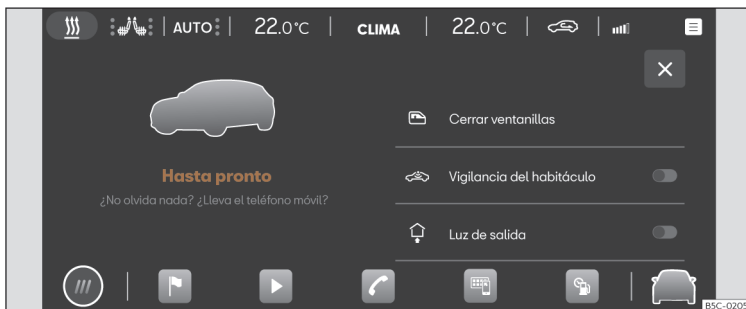 AUTO 22.0°C CLIMA 22.0°C
Cerrar ventanillas
Hasta pronto
Vigilancia del habitáculo
¿No olvida nada? ¿Lleva el teléfono móvil?
Luz de salida
B5C-0205